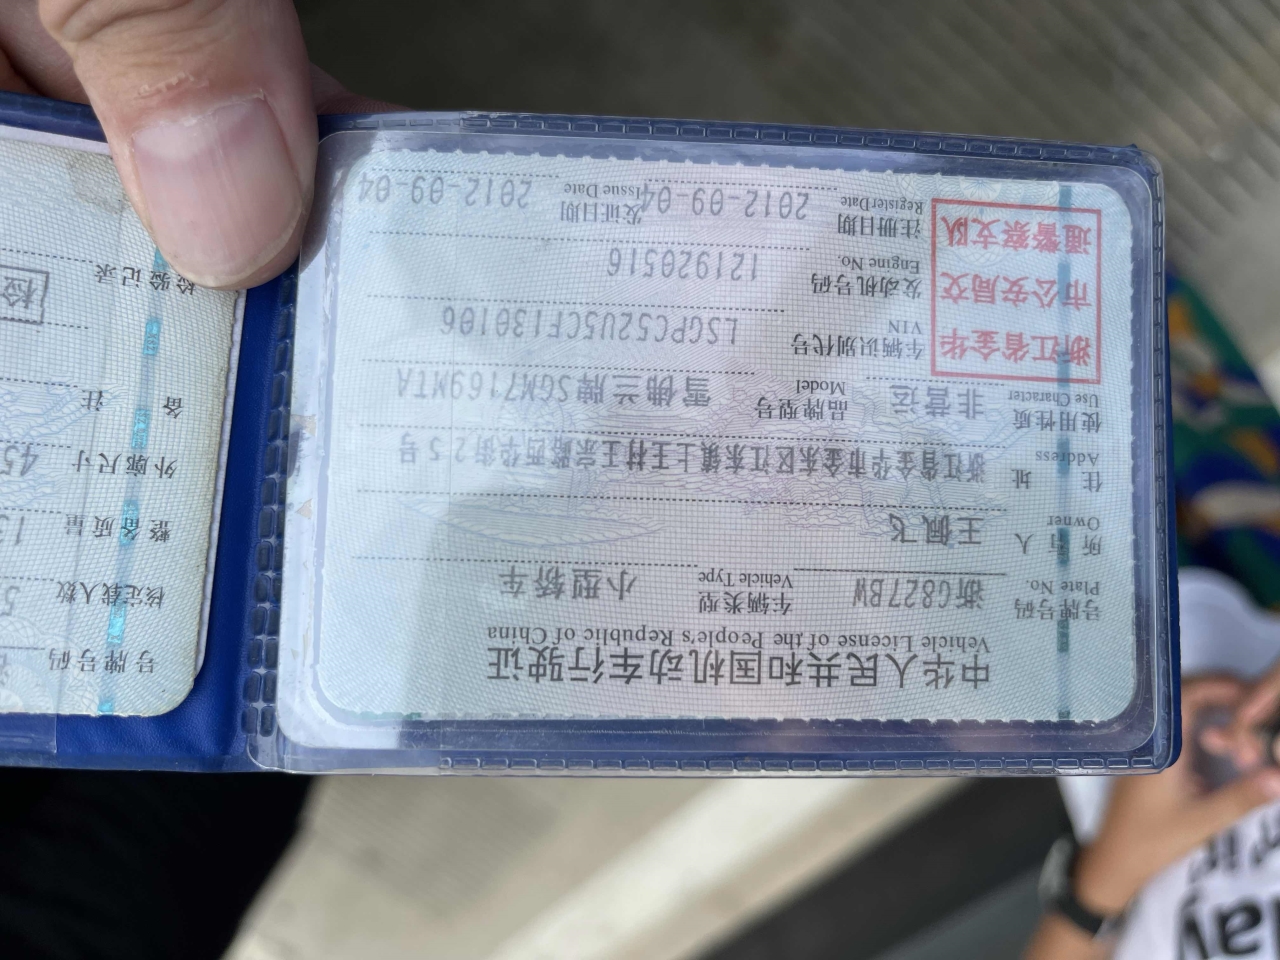 中华人民共和国机动车行驶证
Vehicle License of the People's Republic of China
号牌号码 浙G827BW 车辆类型 小型轿车
Plate No. Vehicle Type
所有人 王佩飞
Owner
住址 浙江省金华市金东区江东镇上王村王宗路西华街25号
Address
使用性质 非营运 品牌型号 雪佛兰牌SGM7169MTA
Use Character Model
浙江省金华
市公安局交
通警察支队
车辆识别代号 LSGPC52U5CF130106
VIN
发动机号码 121920516
Engine No.
注册日期 2012-09-04 发证日期 2012-09-04
Register Date Issue Date
号牌号码
核定载人数 5
整备质量 13
外廓尺寸 45
备注
检验记录
检